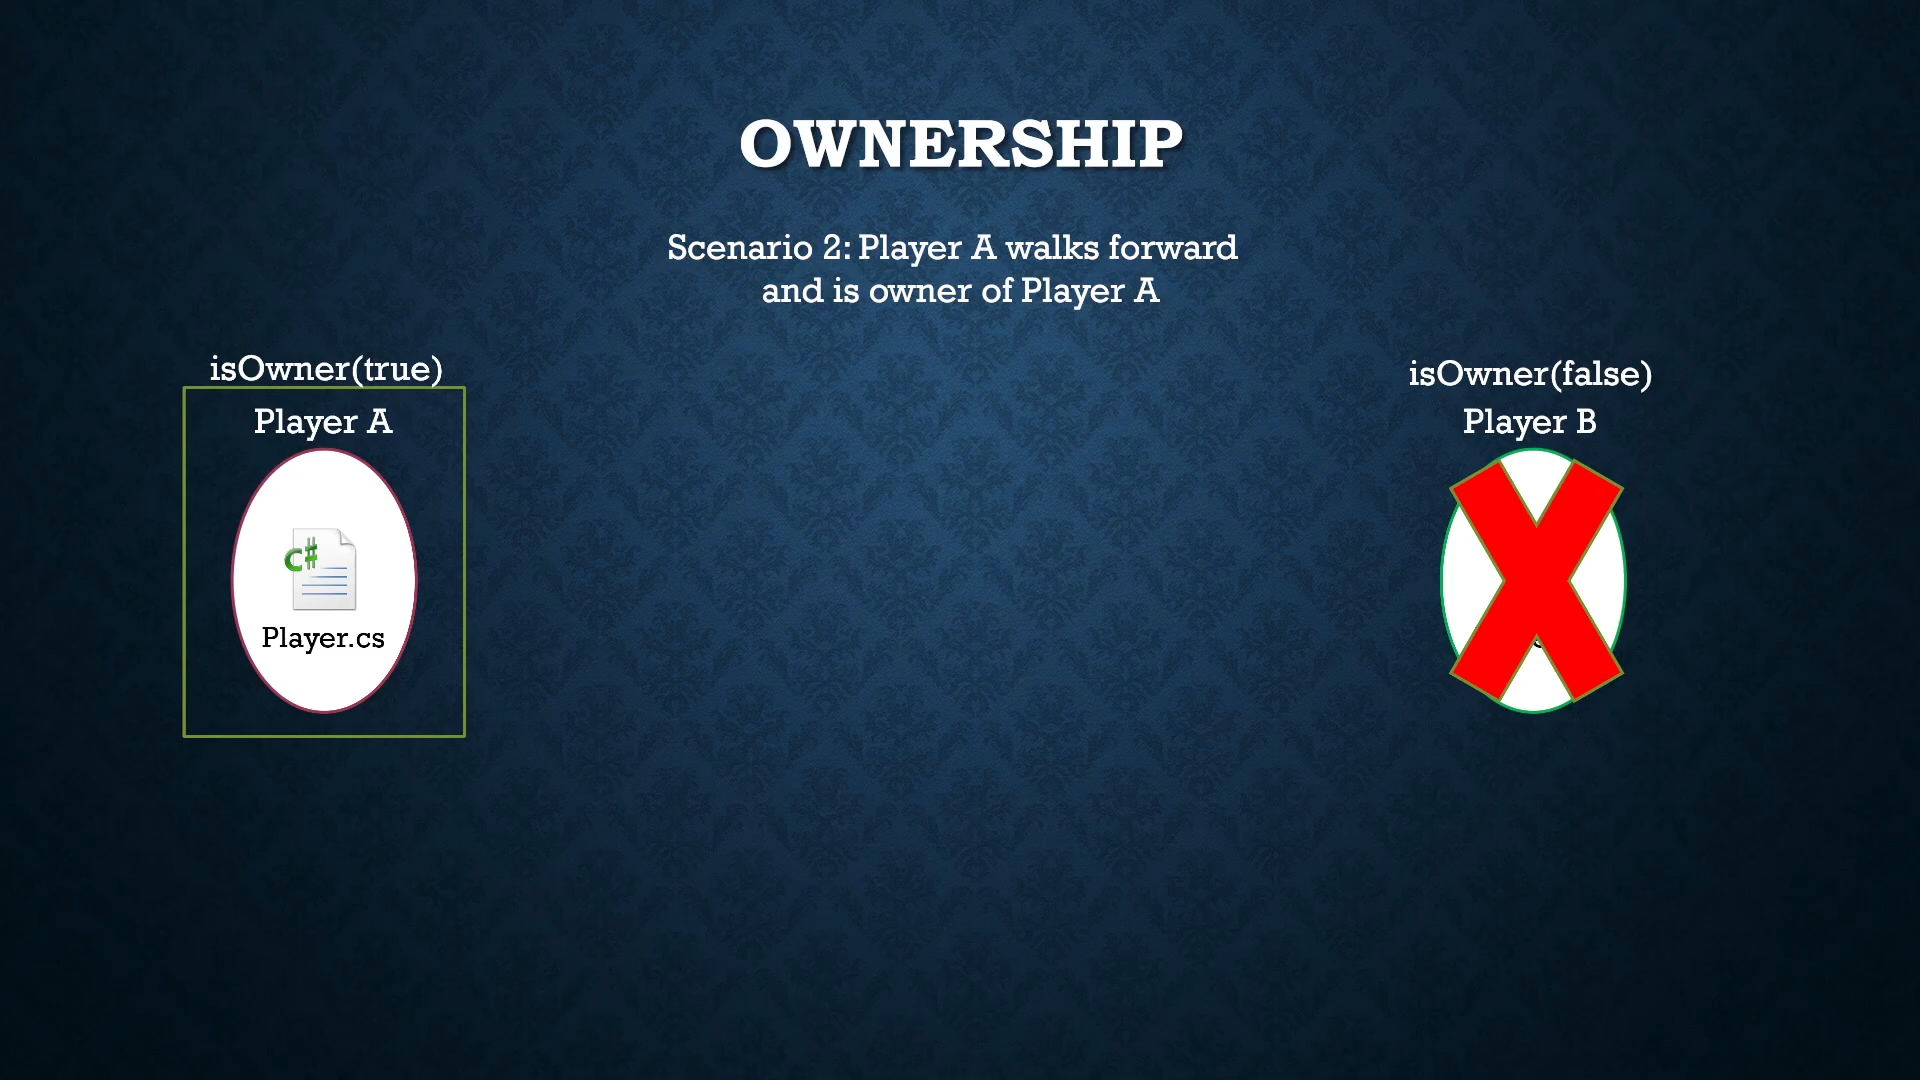 OWNERSHIP
Scenario 2: Player A walks forward
and is owner of Player A
isOwner(true)
Player A
C#
Player.cs
isOwner(false)
Player B